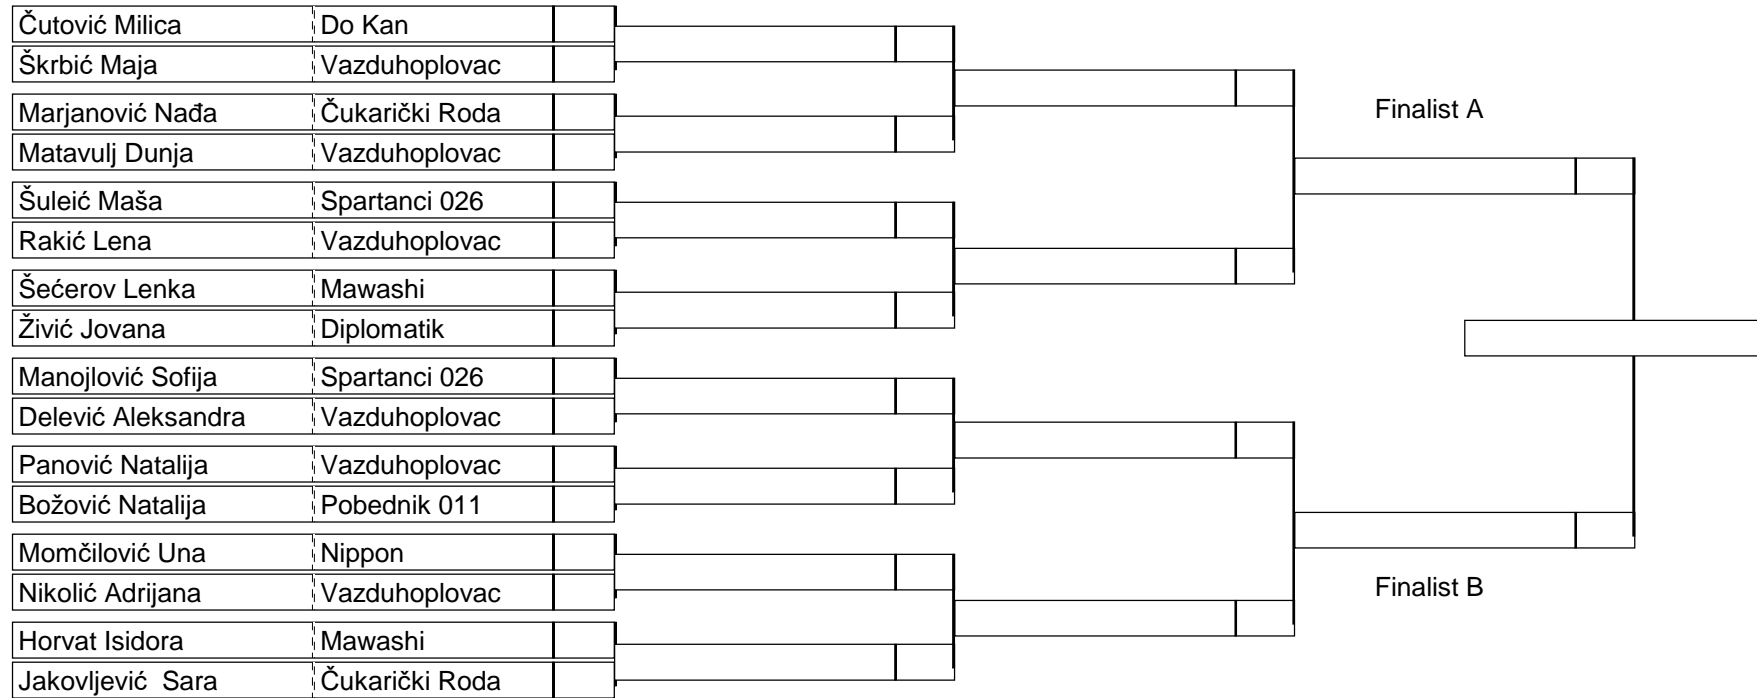 Čutović Milica Do Kan
Škrbić Maja Vazduhoplovac
Marjanović Nađa Čukarički Roda
Finalist A
Matavulj Dunja Vazduhoplovac
Šuleić Maša Spartanci 026
Rakić Lena Vazduhoplovac
Šećerov Lenka Mawashi
Živić Jovana Diplomatik
Manojlović Sofija Spartanci 026
Delević Aleksandra Vazduhoplovac
Panović Natalija Vazduhoplovac
Božović Natalija Pobednik 011
Momčilović Una Nippon
Nikolić Adrijana Vazduhoplovac
Finalist B
Horvat Isidora Mawashi
Jakovljević  Sara Čukarički Roda